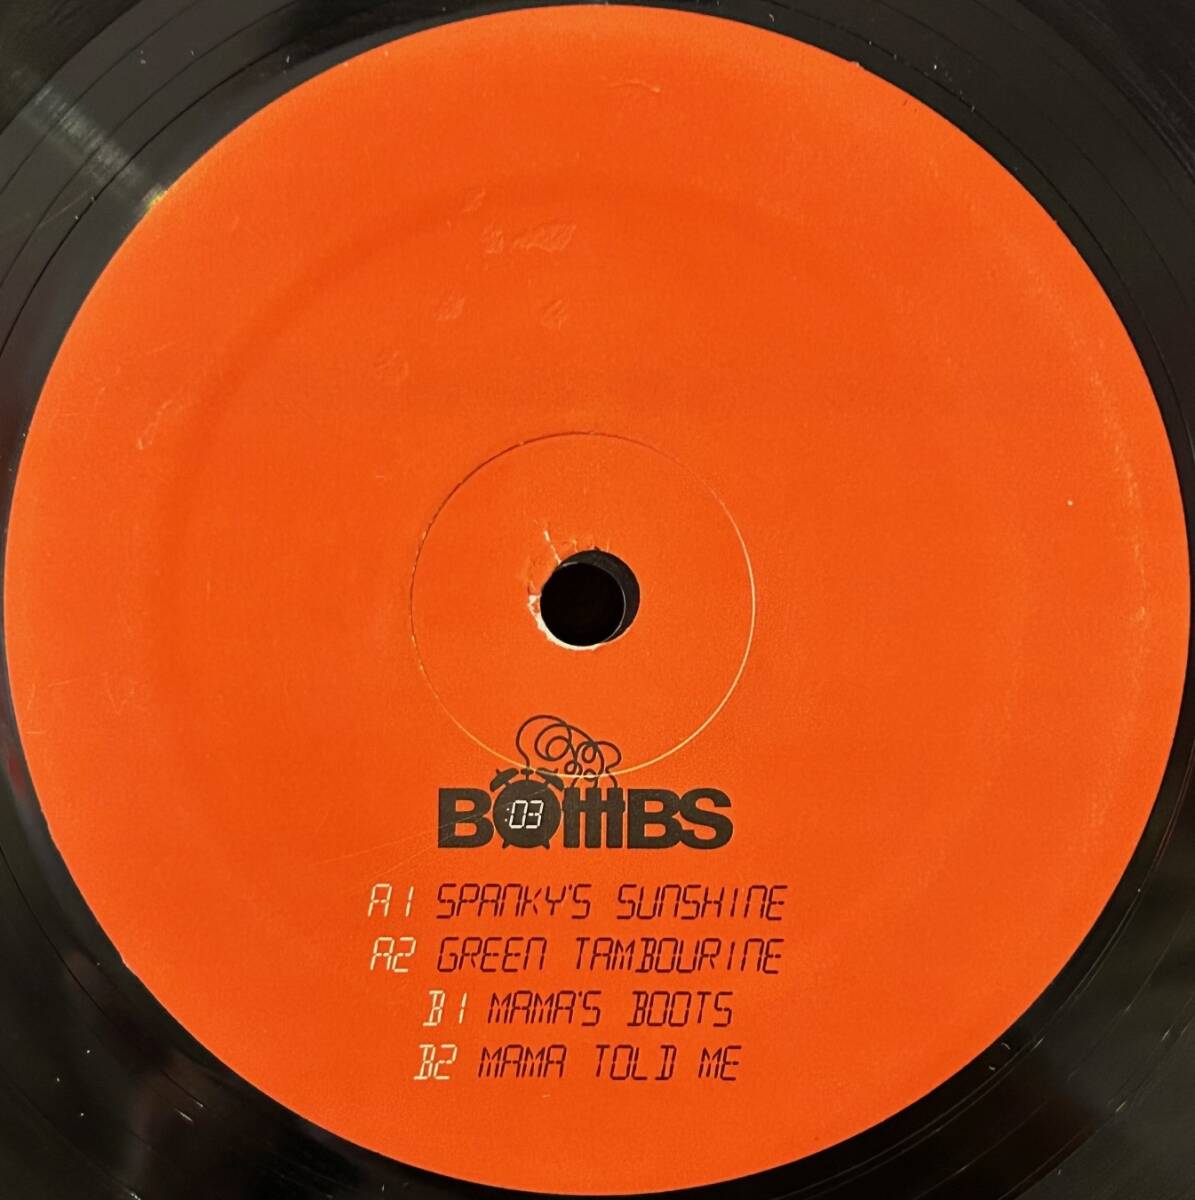 BOMBS
:03
A1 SPANKY'S SUNSHINE
A2 GREEN TAMBOURINE
B1 MAMA'S BOOTS
B2 MAMA TOLD ME